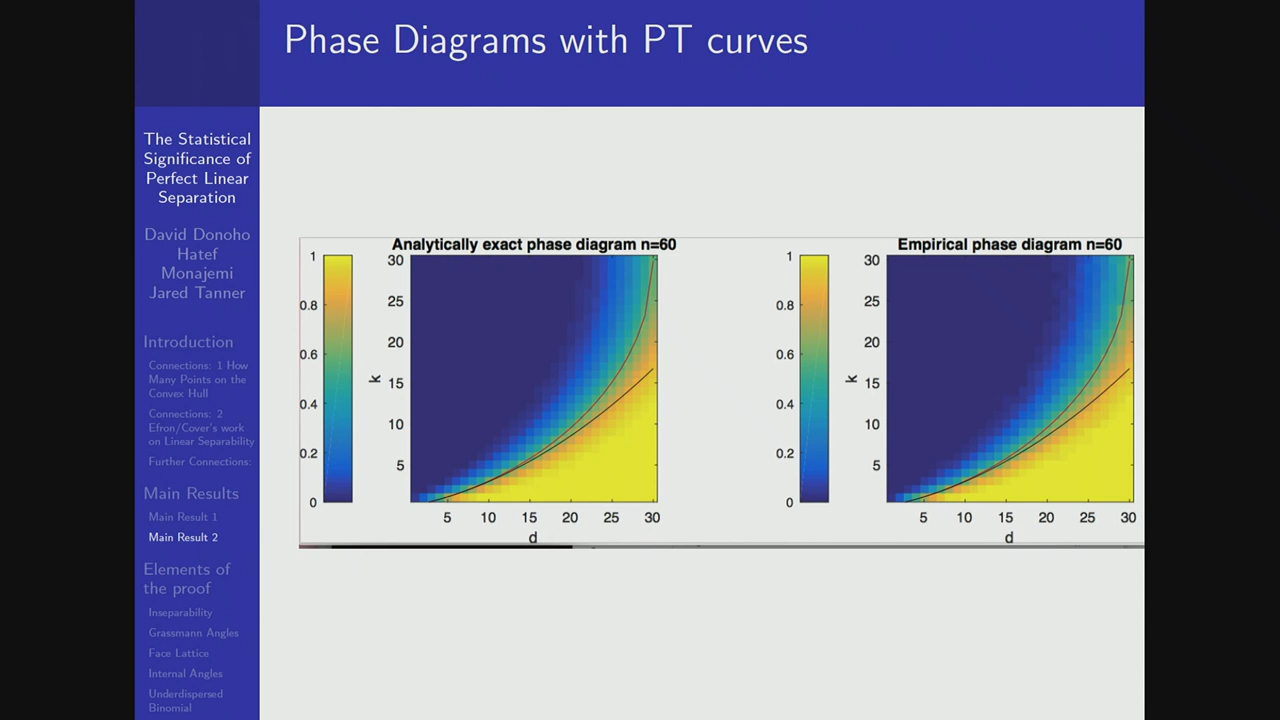 Phase Diagrams with PT curves
The Statistical
Significance of
Perfect Linear
Separation
David Donoho
Hatef
Monajemi
Jared Tanner
Introduction
Connections: 1 How
Many Points on the
Convex Hull
Connections: 2
Efron/Cover's work
on Linear Separability
Further Connections:
Main Results
Main Result 1
Main Result 2
Elements of
the proof
Inseparability
Grassmann Angles
Face Lattice
Internal Angles
Underdispersed
Binomial
Analytically exact phase diagram n=60
1
0.8
0.6
0.4
0.2
0
k
30
25
20
15
10
5
5 10 15 20 25 30
d
Empirical phase diagram n=60
1
0.8
0.6
0.4
0.2
0
k
30
25
20
15
10
5
5 10 15 20 25 30
d